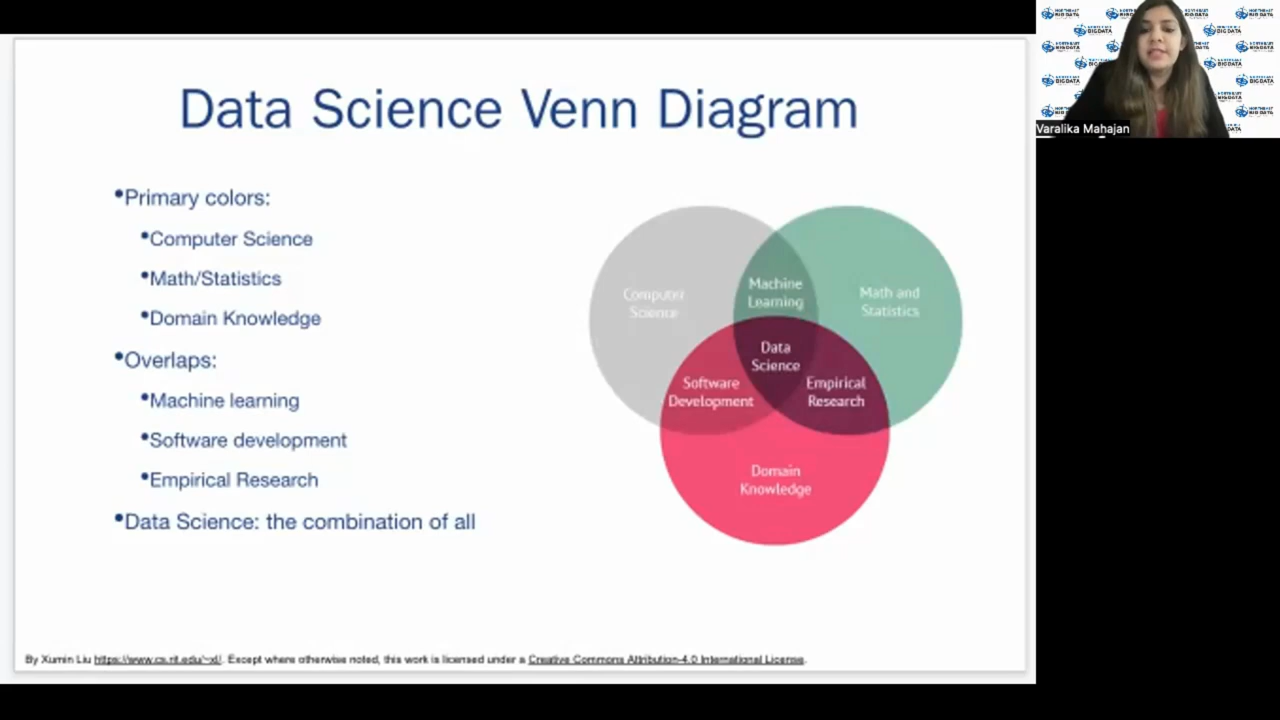 Data Science Venn Diagram
•Primary colors:
•Computer Science
•Math/Statistics
•Domain Knowledge
•Overlaps:
•Machine learning
•Software development
•Empirical Research
•Data Science: the combination of all
Computer
Science
Machine
Learning
Math and
Statistics
Data
Science
Software
Development
Empirical
Research
Domain
Knowledge
By Xumin Liu https://www.cs.rit.edu/~xl/. Except where otherwise noted, this work is licensed under a Creative Commons Attribution-4.0 International License.
NORTHEAST
BIG DATA
Varalika Mahajan